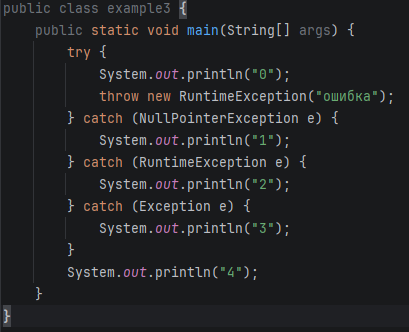 public class example3 {
    public static void main(String[] args) {
        try {
            System.out.println("0");
            throw new RuntimeException("ошибка");
        } catch (NullPointerException e) {
            System.out.println("1");
        } catch (RuntimeException e) {
            System.out.println("2");
        } catch (Exception e) {
            System.out.println("3");
        }
        System.out.println("4");
    }
}